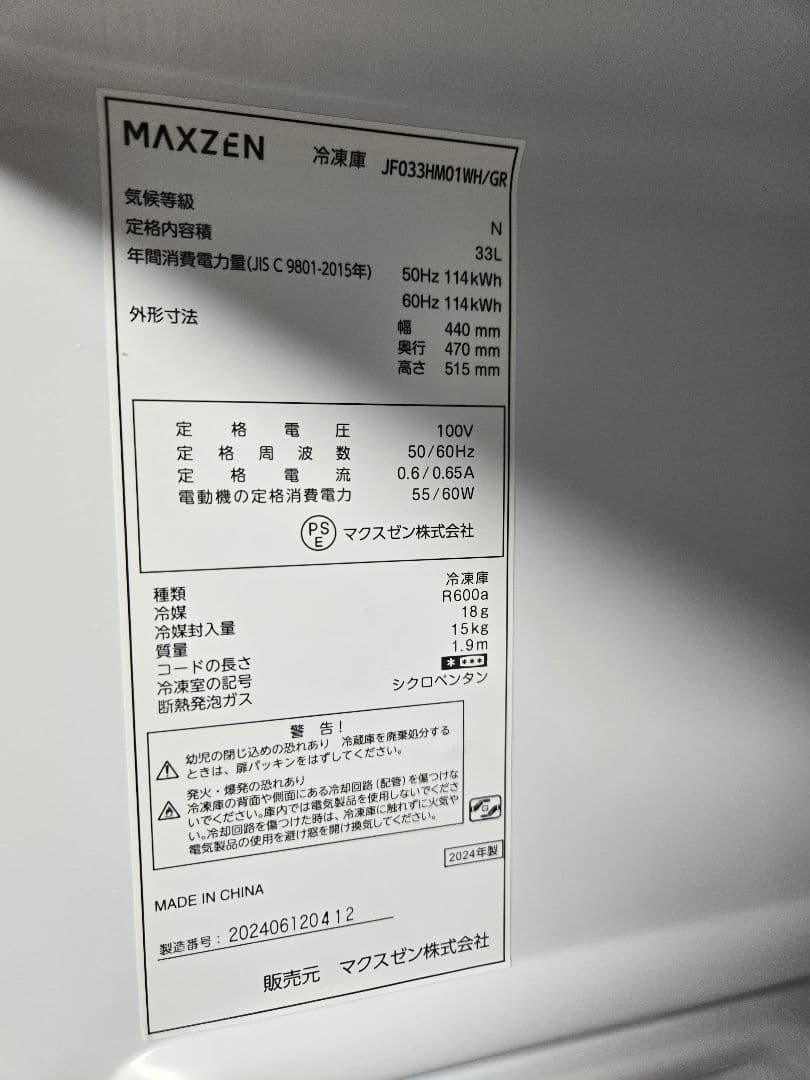 MAXZEN 冷凍庫 JF033HM01WH/GR
気候等級 N
定格内容積 33L
年間消費電力量(JIS C 9801-2015年) 50Hz 114kWh
60Hz 114kWh
外形寸法 幅 440 mm
奥行 470 mm
高さ 515 mm
定格電圧 100V
定格周波数 50/60Hz
定格電流 0.6/0.65A
電動機の定格消費電力 55/60W
PSE マクスゼン株式会社
種類 冷凍庫
冷媒 R600a
冷媒封入量 18g
質量 15kg
コードの長さ 1.9m
冷凍室の記号 * ***
断熱発泡ガス シクロペンタン
警 告!
幼児の閉じ込めの恐れあり 冷蔵庫を廃棄処分する
ときは、扉パッキンをはずしてください。
発火・爆発の恐れあり
冷凍庫の背面や側面にある冷却回路(配管)を傷つけな
いでください。庫内では電気製品を使用しないでくださ
い。冷却回路を傷つけた時は、冷凍庫に触れずに火気や
電気製品の使用を避け窓を開け換気してください。
G
2024年製
MADE IN CHINA
製造番号: 202406120412
販売元 マクスゼン株式会社